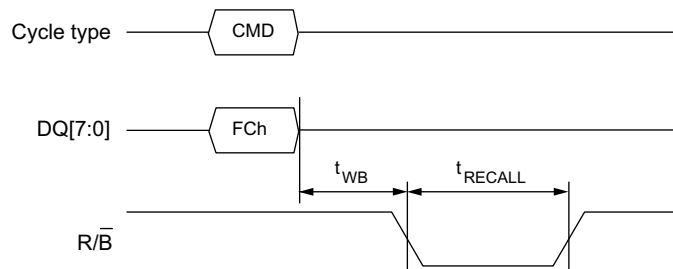 Cycle type
CMD
DQ[7:0]
FCh
tWB
tRECALL
R/B̅